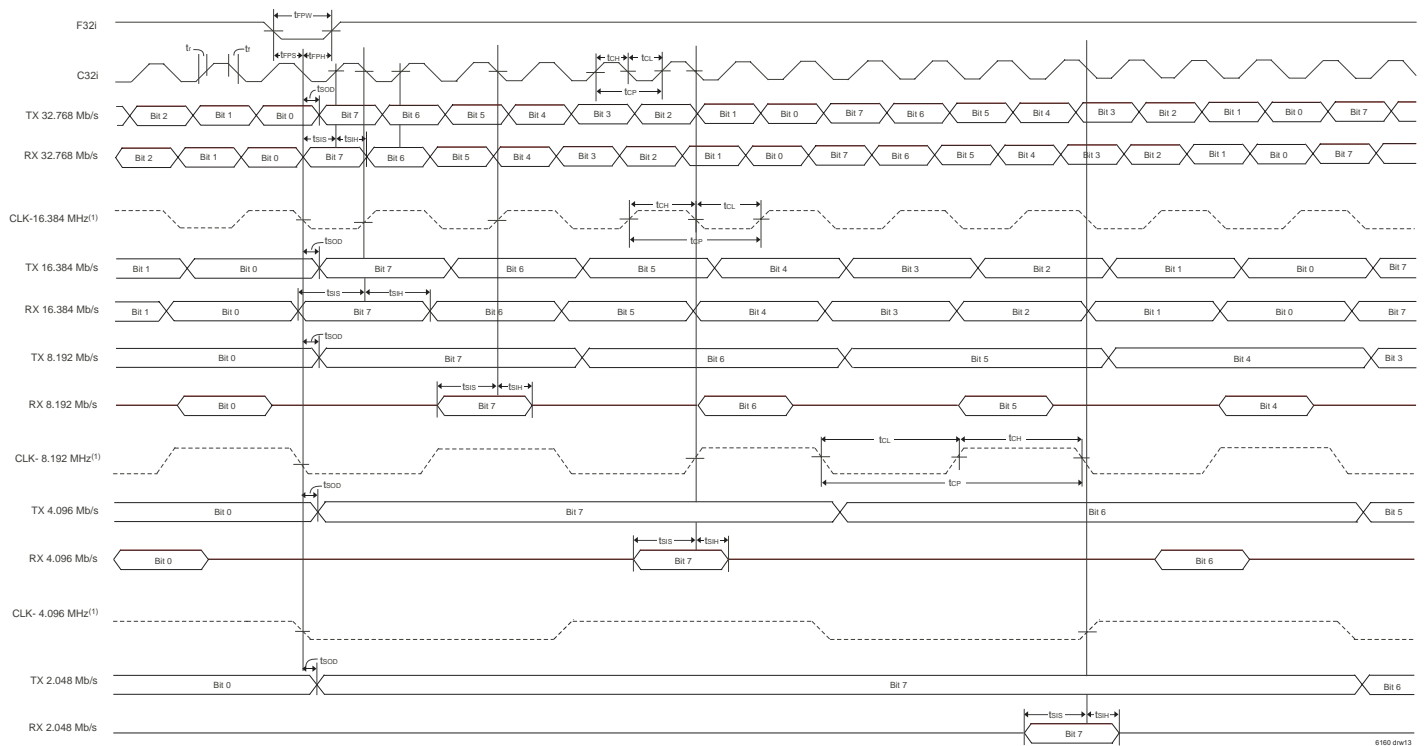 F32i
tFPW
tFPS tFPH
C32i
tr tf
tCH tCL
tCP
tSOD
TX 32.768 Mb/s Bit 2 Bit 1 Bit 0 Bit 7 Bit 6 Bit 5 Bit 4 Bit 3 Bit 2 Bit 1 Bit 0 Bit 7 Bit 6 Bit 5 Bit 4 Bit 3 Bit 2 Bit 1 Bit 0 Bit 7
tSIS tSIH
RX 32.768 Mb/s Bit 2 Bit 1 Bit 0 Bit 7 Bit 6 Bit 5 Bit 4 Bit 3 Bit 2 Bit 1 Bit 0 Bit 7 Bit 6 Bit 5 Bit 4 Bit 3 Bit 2 Bit 1 Bit 0 Bit 7
tCH tCL
CLK-16.384 MHz(1)
tCP
tSOD
TX 16.384 Mb/s Bit 1 Bit 0 Bit 7 Bit 6 Bit 5 Bit 4 Bit 3 Bit 2 Bit 1 Bit 0 Bit 7
tSIS tSIH
RX 16.384 Mb/s Bit 1 Bit 0 Bit 7 Bit 6 Bit 5 Bit 4 Bit 3 Bit 2 Bit 1 Bit 0 Bit 7
tSOD
TX 8.192 Mb/s Bit 0 Bit 7 Bit 6 Bit 5 Bit 4 Bit 3
tSIS tSIH
RX 8.192 Mb/s Bit 0 Bit 7 Bit 6 Bit 5 Bit 4
tCL tCH
CLK- 8.192 MHz(1)
tCP
tSOD
TX 4.096 Mb/s Bit 0 Bit 7 Bit 6 Bit 5
tSIS tSIH
RX 4.096 Mb/s Bit 0 Bit 7 Bit 6
CLK- 4.096 MHz(1)
tSOD
TX 2.048 Mb/s Bit 0 Bit 7 Bit 6
tSIS tSIH
RX 2.048 Mb/s Bit 7
6160 drw13